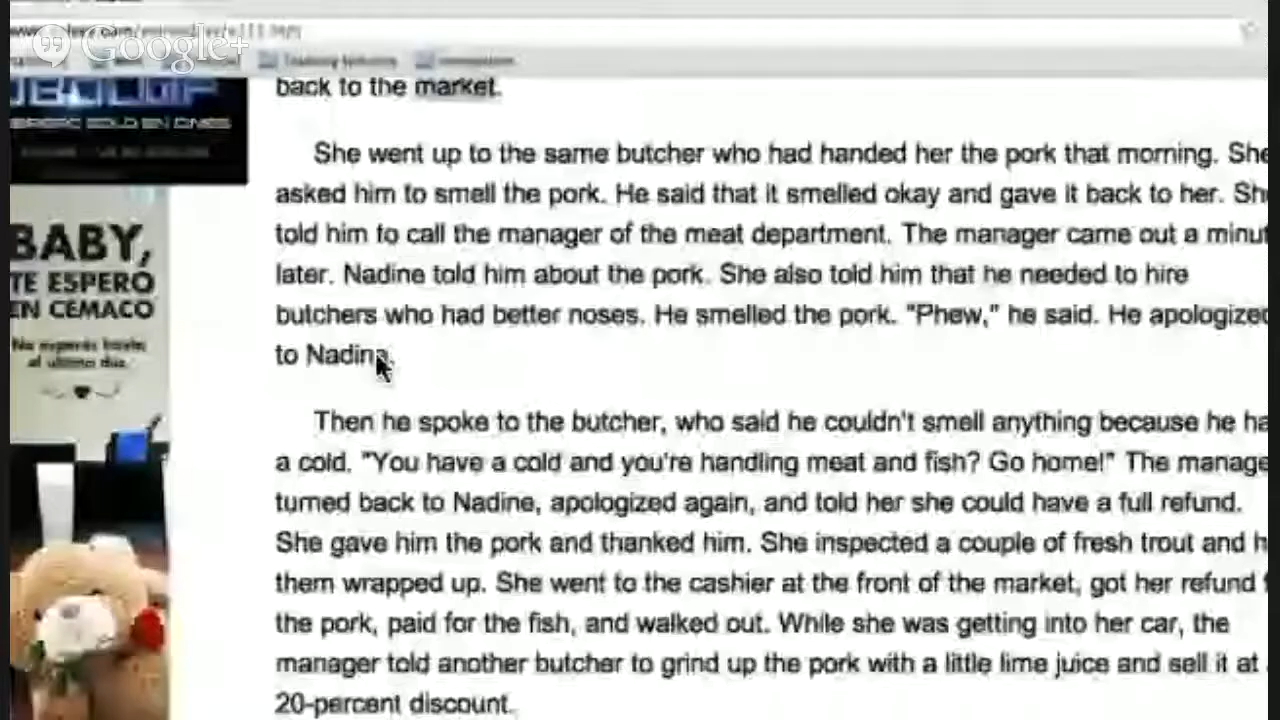 Google+
back to the market.
She went up to the same butcher who had handed her the pork that morning. She
asked him to smell the pork. He said that it smelled okay and gave it back to her. Sh
told him to call the manager of the meat department. The manager came out a minut
later. Nadine told him about the pork. She also told him that he needed to hire
butchers who had better noses. He smelled the pork. "Phew," he said. He apologized
to Nadine.
Then he spoke to the butcher, who said he couldn't smell anything because he ha
a cold. "You have a cold and you're handling meat and fish? Go home!" The manage
turned back to Nadine, apologized again, and told her she could have a full refund.
She gave him the pork and thanked him. She inspected a couple of fresh trout and h
them wrapped up. She went to the cashier at the front of the market, got her refund
the pork, paid for the fish, and walked out. While she was getting into her car, the
manager told another butcher to grind up the pork with a little lime juice and sell it at
20-percent discount.
BABY,
TE ESPERO
EN CEMACO
No esperés hasta
el último día.